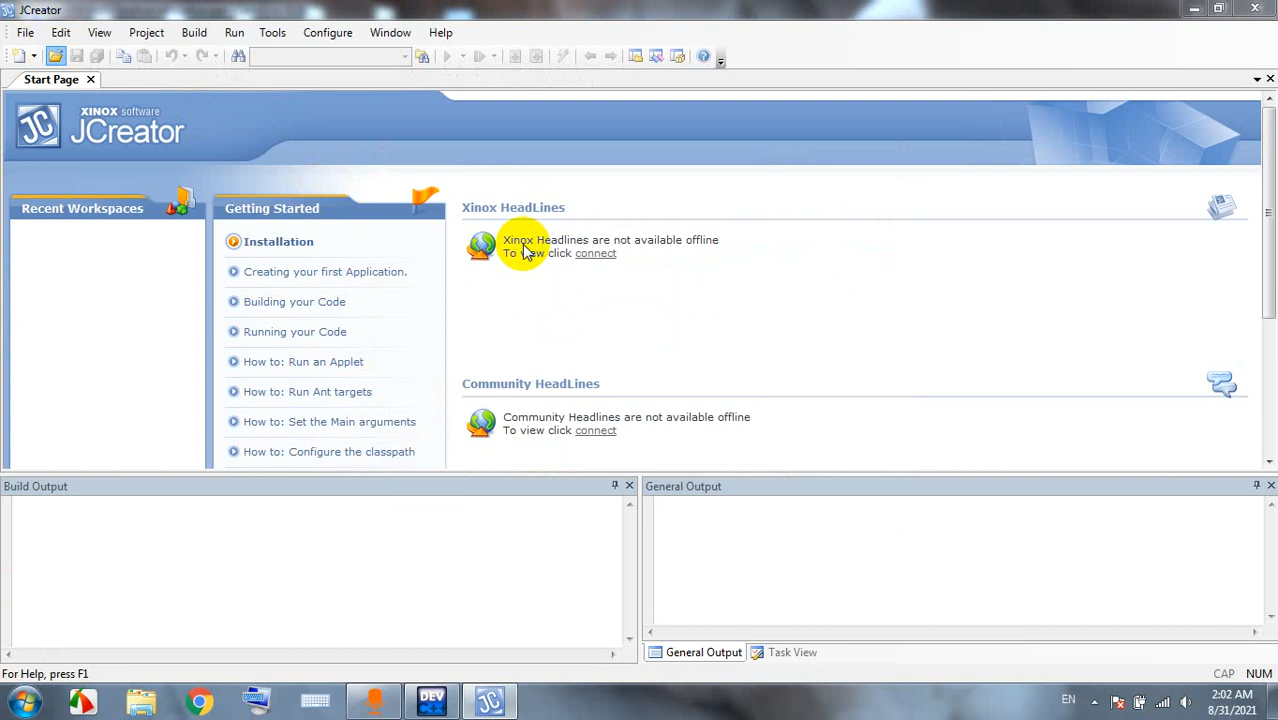 JCreator
File Edit View Project Build Run Tools Configure Window Help
Start Page
JC XINOX software
JCreator
Recent Workspaces
Getting Started
Installation
Creating your first Application.
Building your Code
Running your Code
How to: Run an Applet
How to: Run Ant targets
How to: Set the Main arguments
How to: Configure the classpath
Xinox HeadLines
Xinox Headlines are not available offline
To view click connect
Community HeadLines
Community Headlines are not available offline
To view click connect
Build Output
General Output
General Output Task View
For Help, press F1
CAP NUM
DEV
C++
JC
EN
2:02 AM
8/31/2021